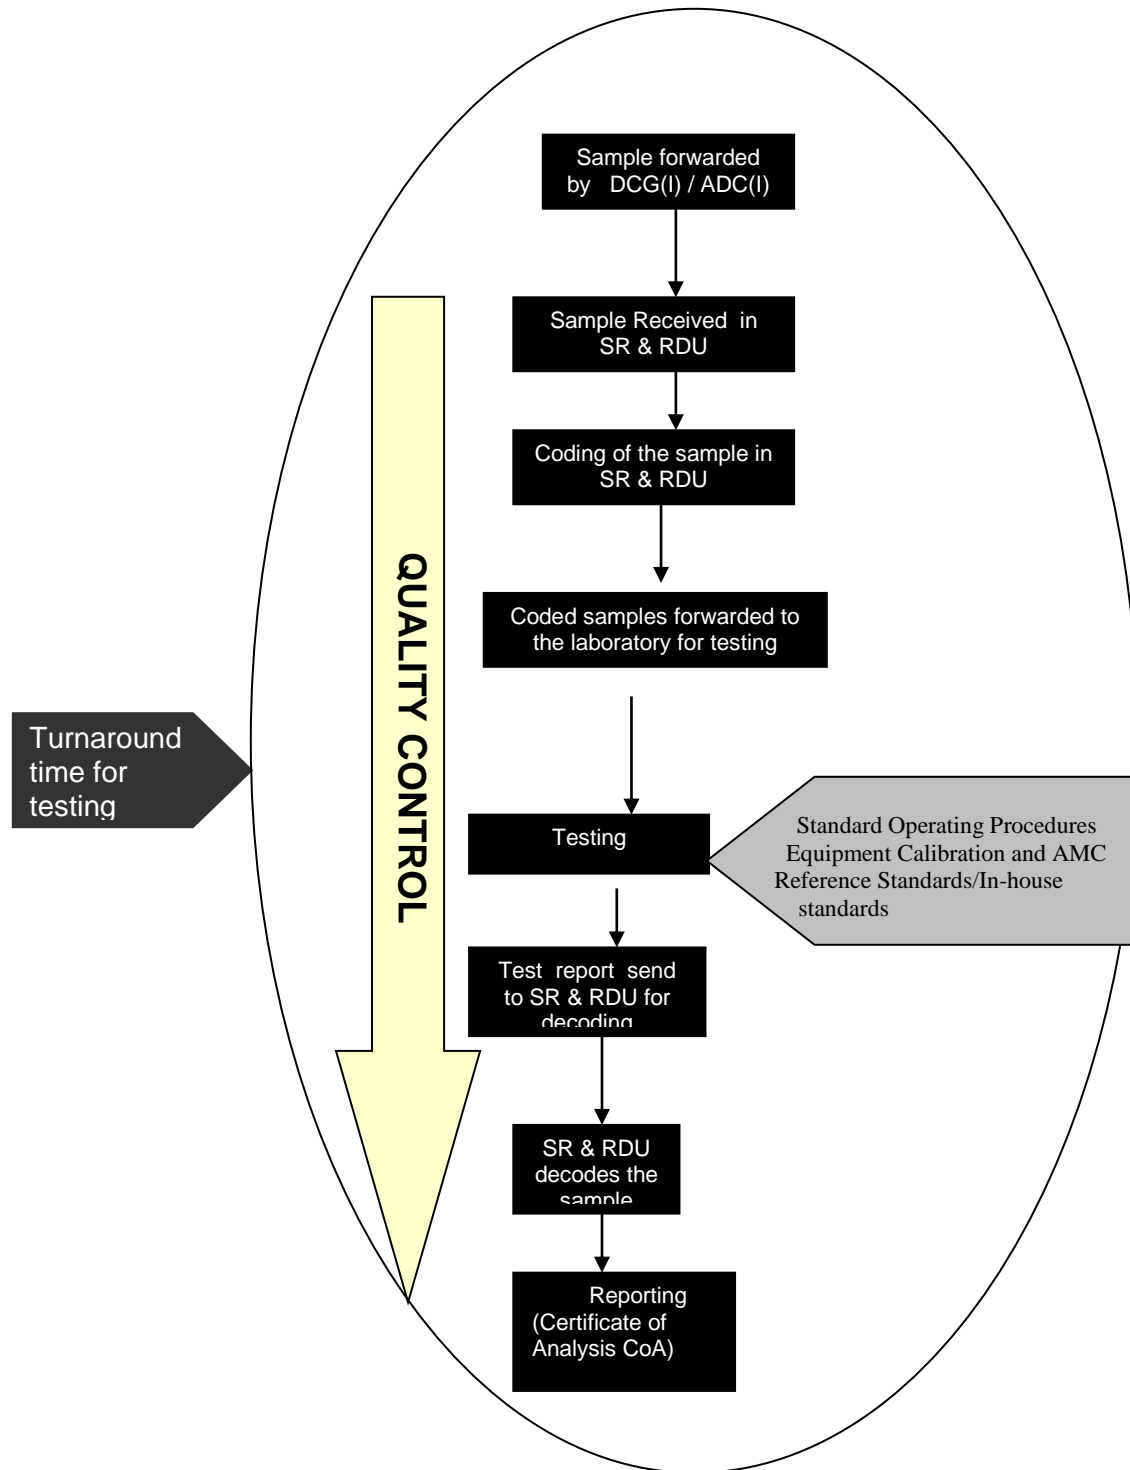 Sample forwarded
by DCG(I) / ADC(I)
Sample Received in
SR & RDU
Coding of the sample in
SR & RDU
Coded samples forwarded to
the laboratory for testing
QUALITY CONTROL
Turnaround
time for
testing
Testing
Standard Operating Procedures
Equipment Calibration and AMC
Reference Standards/In-house
standards
Test report send
to SR & RDU for
decoding
SR & RDU
decodes the
sample
Reporting
(Certificate of
Analysis CoA)